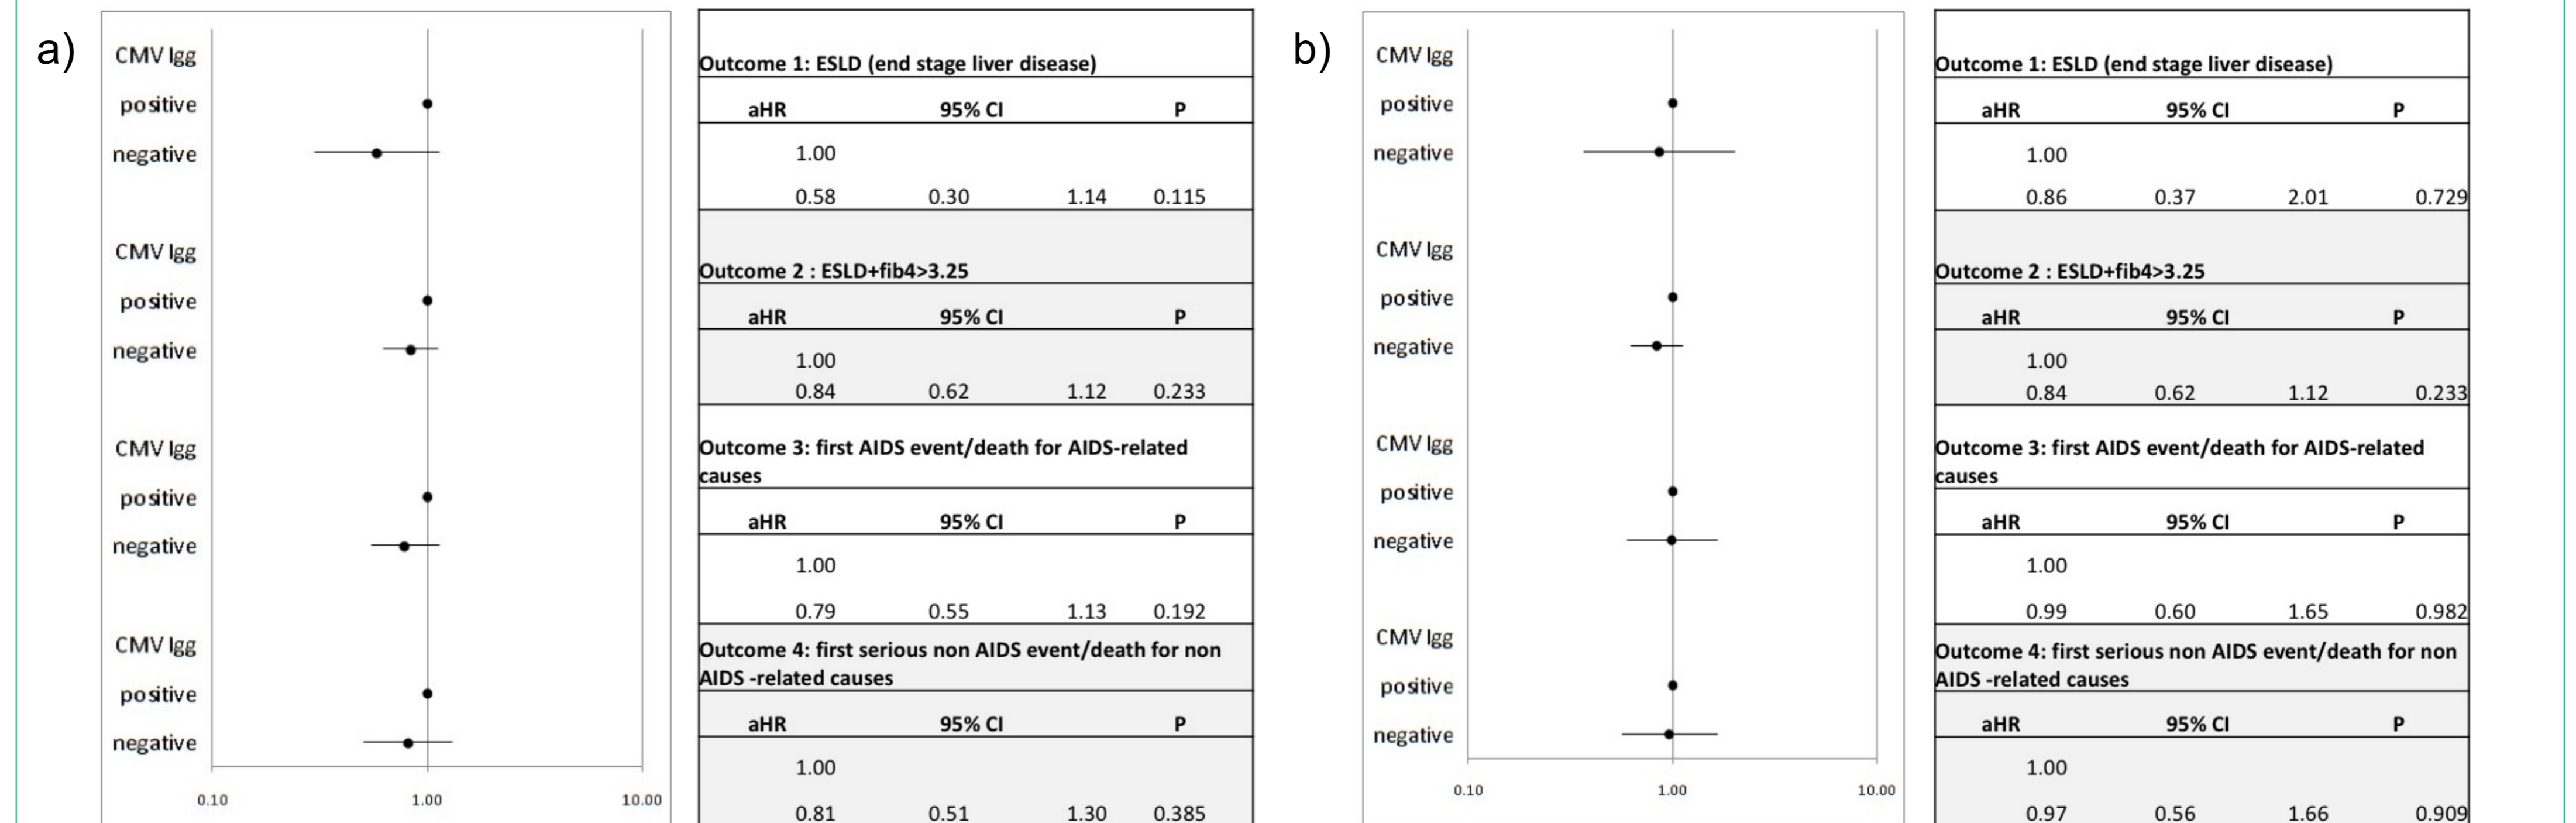 a)
CMV Igg
positive
negative
CMV Igg
positive
negative
CMV Igg
positive
negative
CMV Igg
positive
negative
0.10 1.00 10.00
Outcome 1: ESLD (end stage liver disease)
aHR 95% CI P
1.00
0.58 0.30 1.14 0.115
Outcome 2 : ESLD+fib4>3.25
aHR 95% CI P
1.00
0.84 0.62 1.12 0.233
Outcome 3: first AIDS event/death for AIDS-related
causes
aHR 95% CI P
1.00
0.79 0.55 1.13 0.192
Outcome 4: first serious non AIDS event/death for non
AIDS -related causes
aHR 95% CI P
1.00
0.81 0.51 1.30 0.385
b)
CMV Igg
positive
negative
CMV Igg
positive
negative
CMV Igg
positive
negative
CMV Igg
positive
negative
0.10 1.00 10.00
Outcome 1: ESLD (end stage liver disease)
aHR 95% CI P
1.00
0.86 0.37 2.01 0.729
Outcome 2 : ESLD+fib4>3.25
aHR 95% CI P
1.00
0.84 0.62 1.12 0.233
Outcome 3: first AIDS event/death for AIDS-related
causes
aHR 95% CI P
1.00
0.99 0.60 1.65 0.982
Outcome 4: first serious non AIDS event/death for non
AIDS -related causes
aHR 95% CI P
1.00
0.97 0.56 1.66 0.909